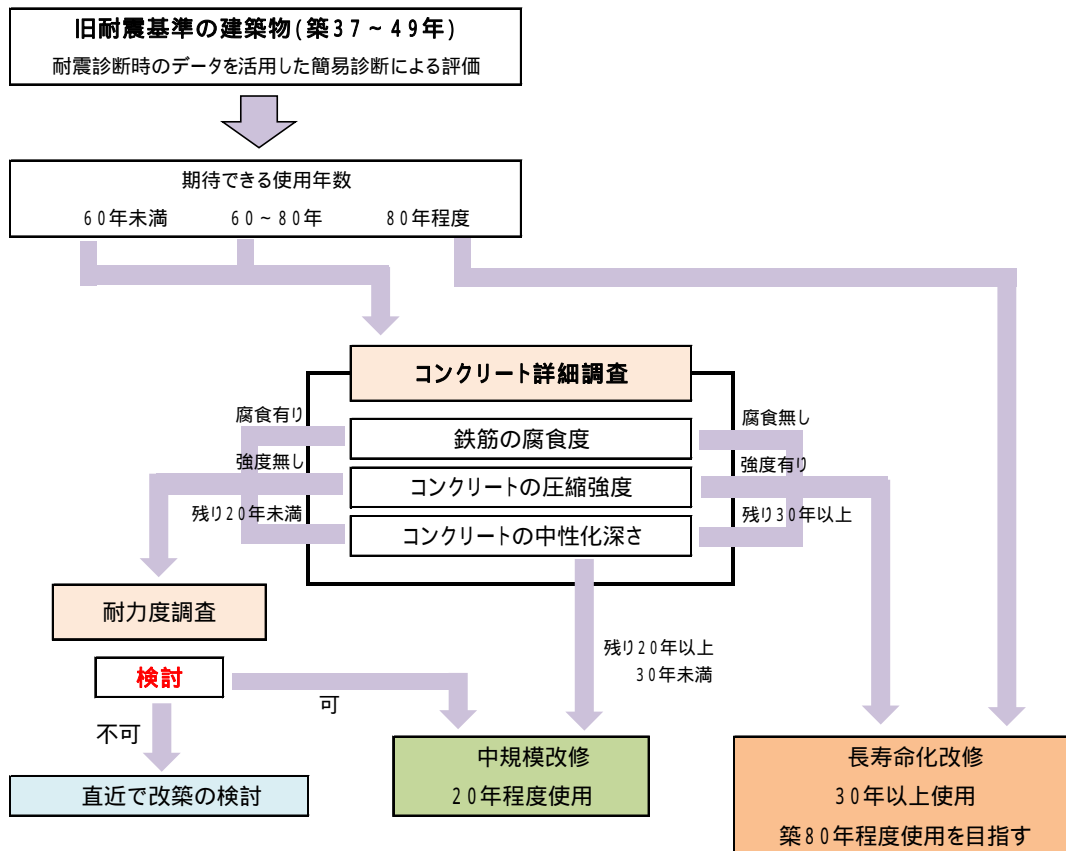 旧耐震基準の建築物(築37~49年)
耐震診断時のデータを活用した簡易診断による評価
期待できる使用年数
60年未満 60~80年 80年程度
コンクリート詳細調査
腐食有り
鉄筋の腐食度
腐食無し
強度無し
コンクリートの圧縮強度
強度有り
残り20年未満
コンクリートの中性化深さ
残り30年以上
耐力度調査
残り20年以上
30年未満
検討
可
不可
直近で改築の検討
中規模改修
20年程度使用
長寿命化改修
30年以上使用
築80年程度使用を目指す